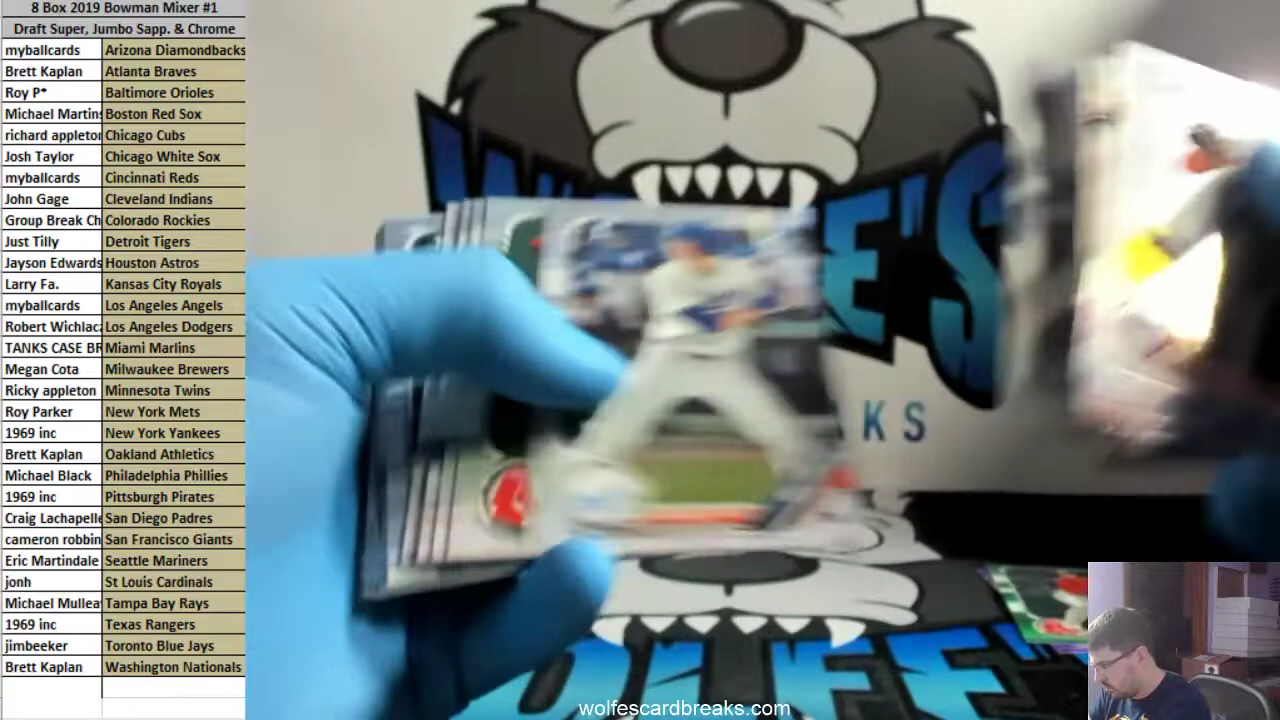 8 Box 2019 Bowman Mixer #1
Draft Super, Jumbo Sapp. & Chrome
myballcards Arizona Diamondbacks
Brett Kaplan Atlanta Braves
Roy P* Baltimore Orioles
Michael Martins Boston Red Sox
richard appleton Chicago Cubs
Josh Taylor Chicago White Sox
myballcards Cincinnati Reds
John Gage Cleveland Indians
Group Break Ch Colorado Rockies
Just Tilly Detroit Tigers
Jayson Edwards Houston Astros
Larry Fa. Kansas City Royals
myballcards Los Angeles Angels
Robert Wichlac Los Angeles Dodgers
TANKS CASE BR Miami Marlins
Megan Cota Milwaukee Brewers
Ricky appleton Minnesota Twins
Roy Parker New York Mets
1969 inc New York Yankees
Brett Kaplan Oakland Athletics
Michael Black Philadelphia Phillies
1969 inc Pittsburgh Pirates
Craig Lachapelle San Diego Padres
cameron robbin San Francisco Giants
Eric Martindale Seattle Mariners
jonh St Louis Cardinals
Michael Mullea Tampa Bay Rays
1969 inc Texas Rangers
jimbeeker Toronto Blue Jays
Brett Kaplan Washington Nationals
E'S
KS
wolfescardbreaks.com